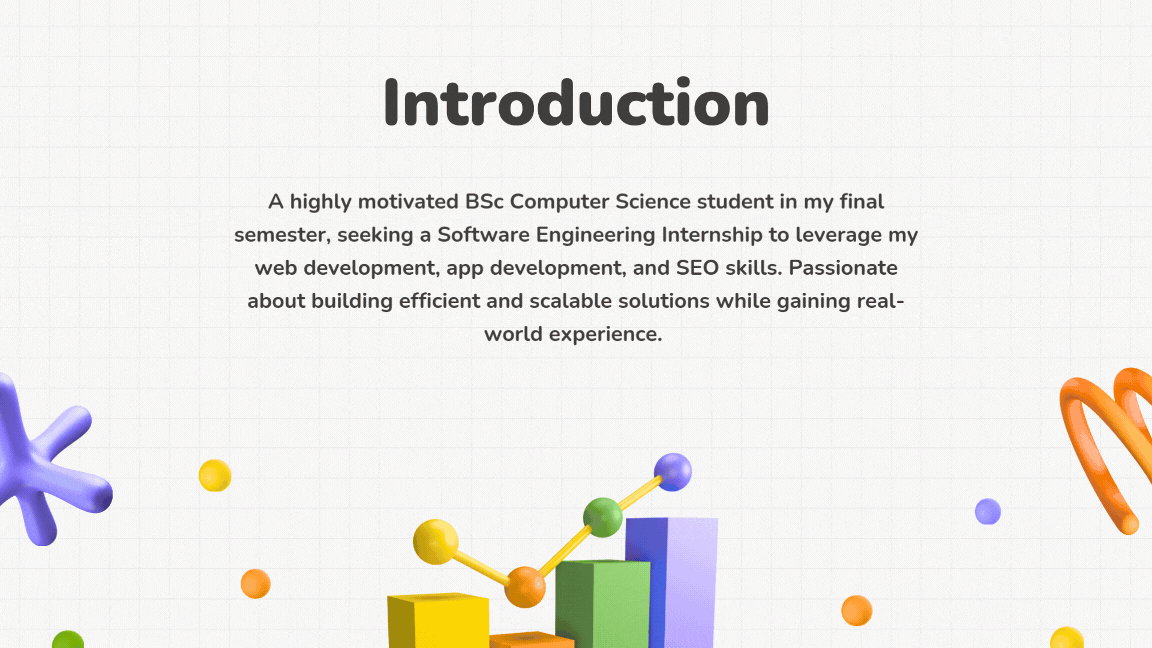 Introduction
A highly motivated BSc Computer Science student in my final
semester, seeking a Software Engineering Internship to leverage my
web development, app development, and SEO skills. Passionate
about building efficient and scalable solutions while gaining real-
world experience.